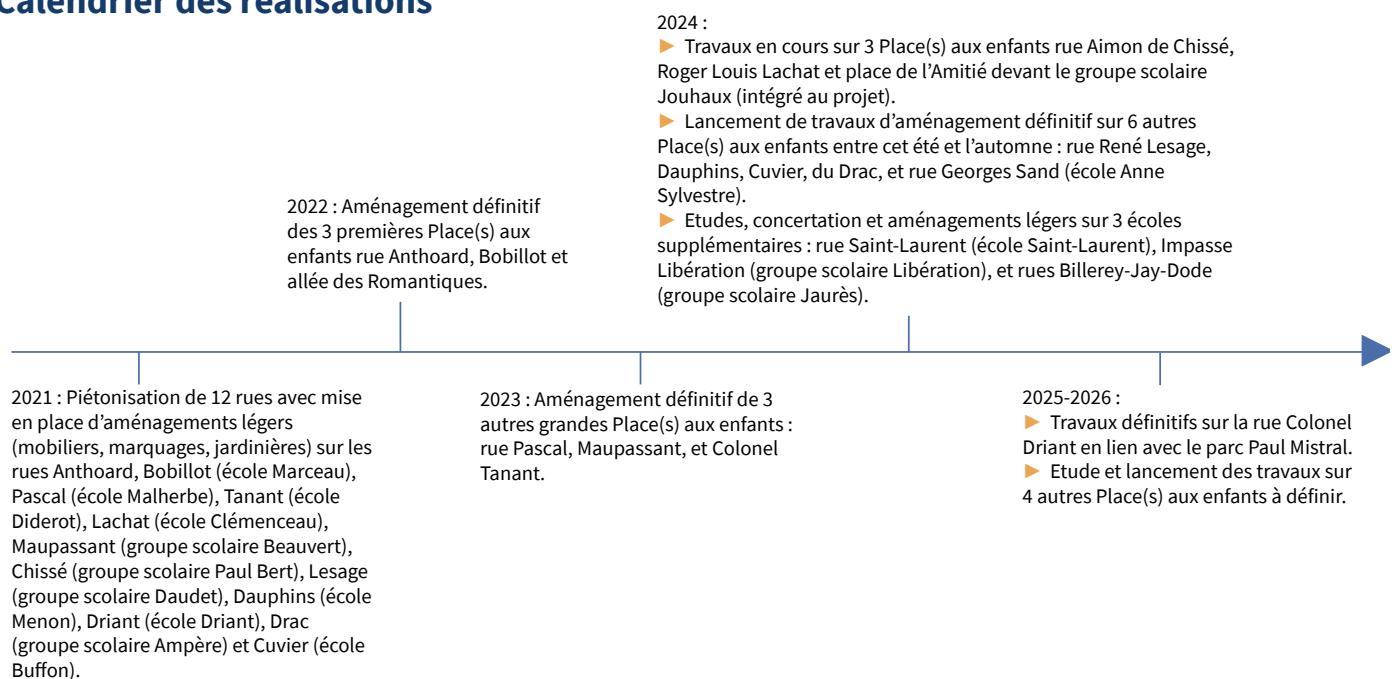 Calendrier des réalisations
2024 :
► Travaux en cours sur 3 Place(s) aux enfants rue Aimon de Chissé,
Roger Louis Lachat et place de l’Amitié devant le groupe scolaire
Jouhaux (intégré au projet).
► Lancement de travaux d’aménagement définitif sur 6 autres
Place(s) aux enfants entre cet été et l’automne : rue René Lesage,
Dauphins, Cuvier, du Drac, et rue Georges Sand (école Anne
Sylvestre).
► Etudes, concertation et aménagements légers sur 3 écoles
supplémentaires : rue Saint-Laurent (école Saint-Laurent), Impasse
Libération (groupe scolaire Libération), et rues Billerey-Jay-Dode
(groupe scolaire Jaurès).
2022 : Aménagement définitif
des 3 premières Place(s) aux
enfants rue Anthoard, Bobillot et
allée des Romantiques.
2021 : Piétonisation de 12 rues avec mise
en place d’aménagements légers
(mobiliers, marquages, jardinières) sur les
rues Anthoard, Bobillot (école Marceau),
Pascal (école Malherbe), Tanant (école
Diderot), Lachat (école Clémenceau),
Maupassant (groupe scolaire Beauvert),
Chissé (groupe scolaire Paul Bert), Lesage
(groupe scolaire Daudet), Dauphins (école
Menon), Driant (école Driant), Drac
(groupe scolaire Ampère) et Cuvier (école
Buffon).
2023 : Aménagement définitif de 3
autres grandes Place(s) aux enfants :
rue Pascal, Maupassant, et Colonel
Tanant.
2025-2026 :
► Travaux définitifs sur la rue Colonel
Driant en lien avec le parc Paul Mistral.
► Etude et lancement des travaux sur
4 autres Place(s) aux enfants à définir.